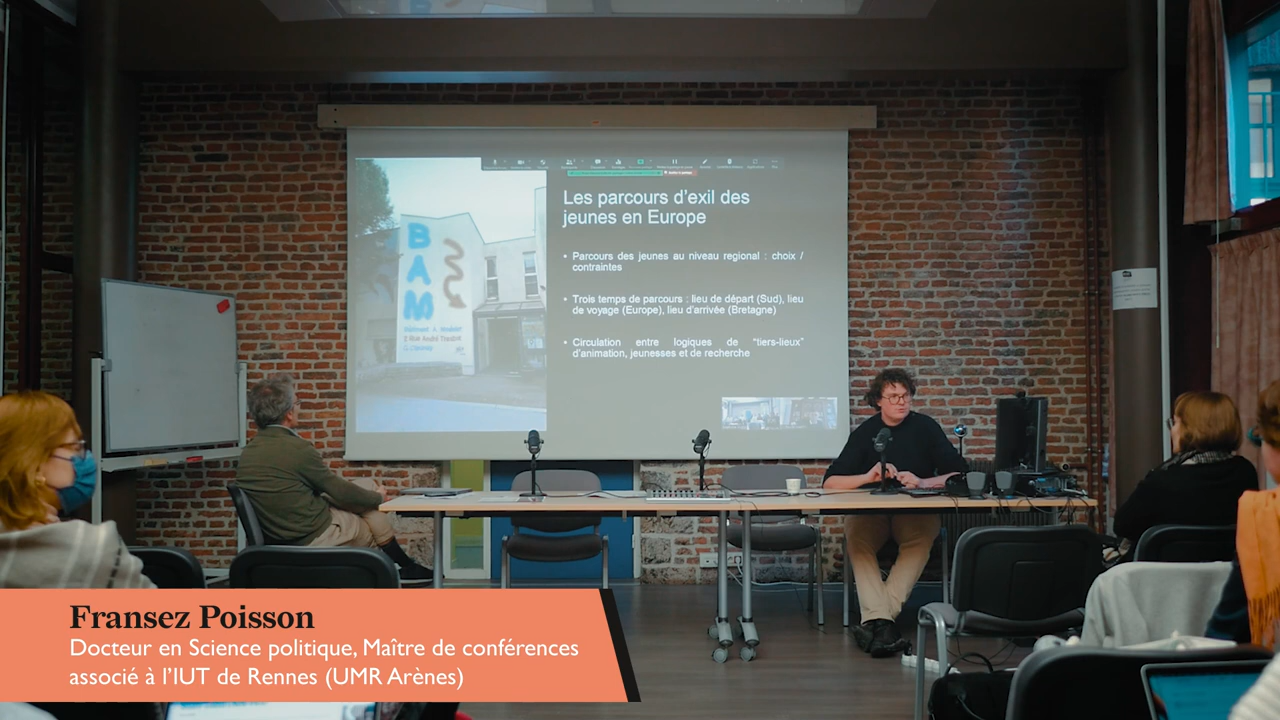 Les parcours d'exil des
jeunes en Europe
• Parcours des jeunes au niveau regional : choix /
contraintes
• Trois temps de parcours : lieu de départ (Sud), lieu
de voyage (Europe), lieu d'arrivée (Bretagne)
• Circulation entre logiques de "tiers-lieux"
d'animation, jeunesses et de recherche
BAM
Fransez Poisson
Docteur en Science politique, Maître de conférences
associé à l'IUT de Rennes (UMR Arènes)